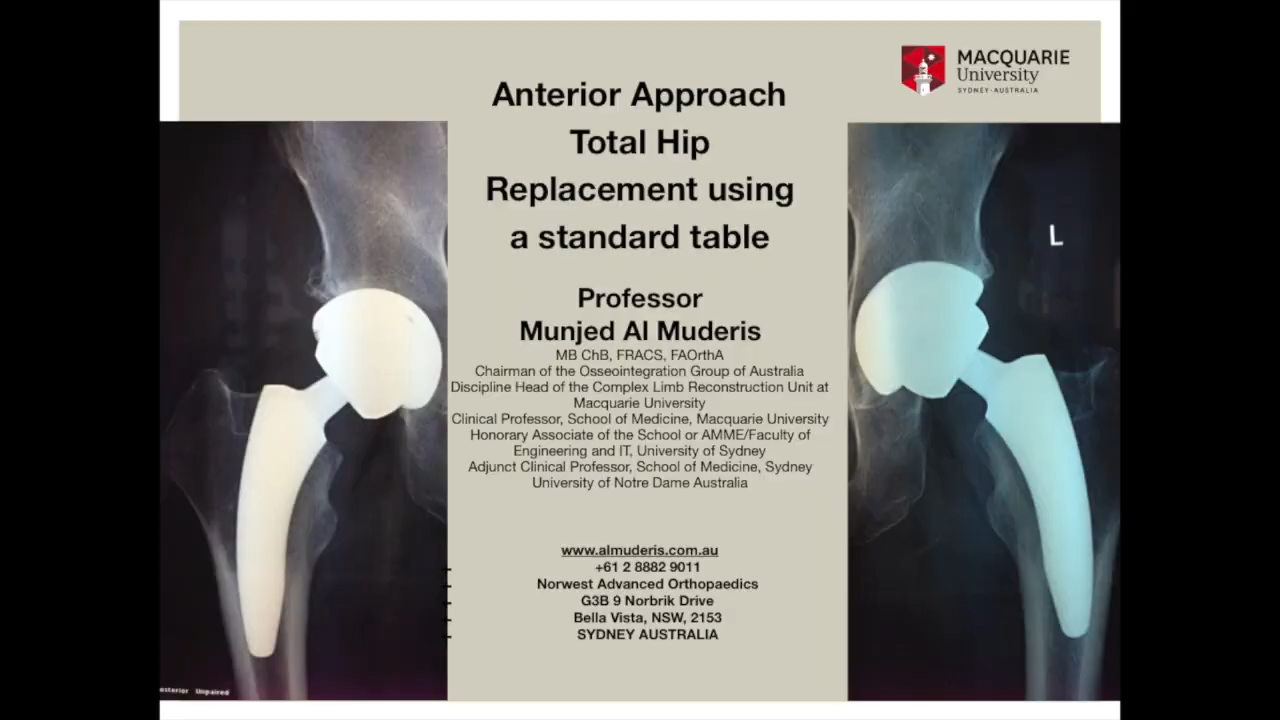 MACQUARIE
University
SYDNEY·AUSTRALIA
Anterior Approach
Total Hip
Replacement using
a standard table
L
Professor
Munjed Al Muderis
MB ChB, FRACS, FAOrthA
Chairman of the Osseointegration Group of Australia
Discipline Head of the Complex Limb Reconstruction Unit at
Macquarie University
Clinical Professor, School of Medicine, Macquarie University
Honorary Associate of the School or AMME/Faculty of
Engineering and IT, University of Sydney
Adjunct Clinical Professor, School of Medicine, Sydney
University of Notre Dame Australia
www.almuderis.com.au
+61 2 8882 9011
Norwest Advanced Orthopaedics
G3B 9 Norbrik Drive
Bella Vista, NSW, 2153
SYDNEY AUSTRALIA
Unpaired